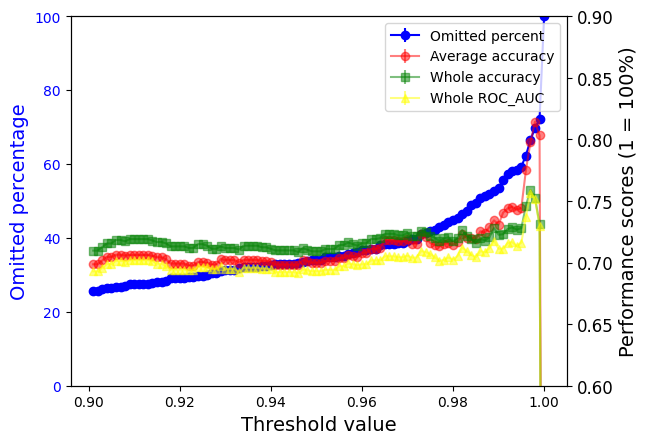 Omitted percent
Average accuracy
Whole accuracy
Whole ROC_AUC
Omitted percentage
100
80
60
40
20
0
0.90
0.85
0.80
0.75
0.70
0.65
0.60
Performance scores (1 = 100%)
0.90 0.92 0.94 0.96 0.98 1.00
Threshold value